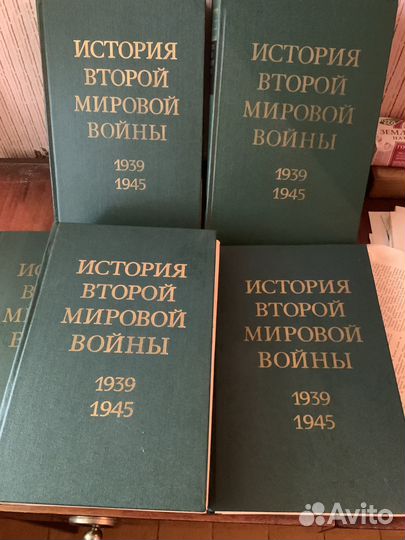 ИСТОРИЯ
ВТОРОЙ
МИРОВОЙ
ВОЙНЫ
1939
1945
ИСТОРИЯ
ВТОРОЙ
МИРОВОЙ
ВОЙНЫ
1939
1945
ИСТОРИЯ
ВТОРОЙ
МИРОВОЙ
ВОЙНЫ
1939
1945
ИСТОРИЯ
ВТОРОЙ
МИРОВОЙ
ВОЙНЫ
1939
1945
Avito